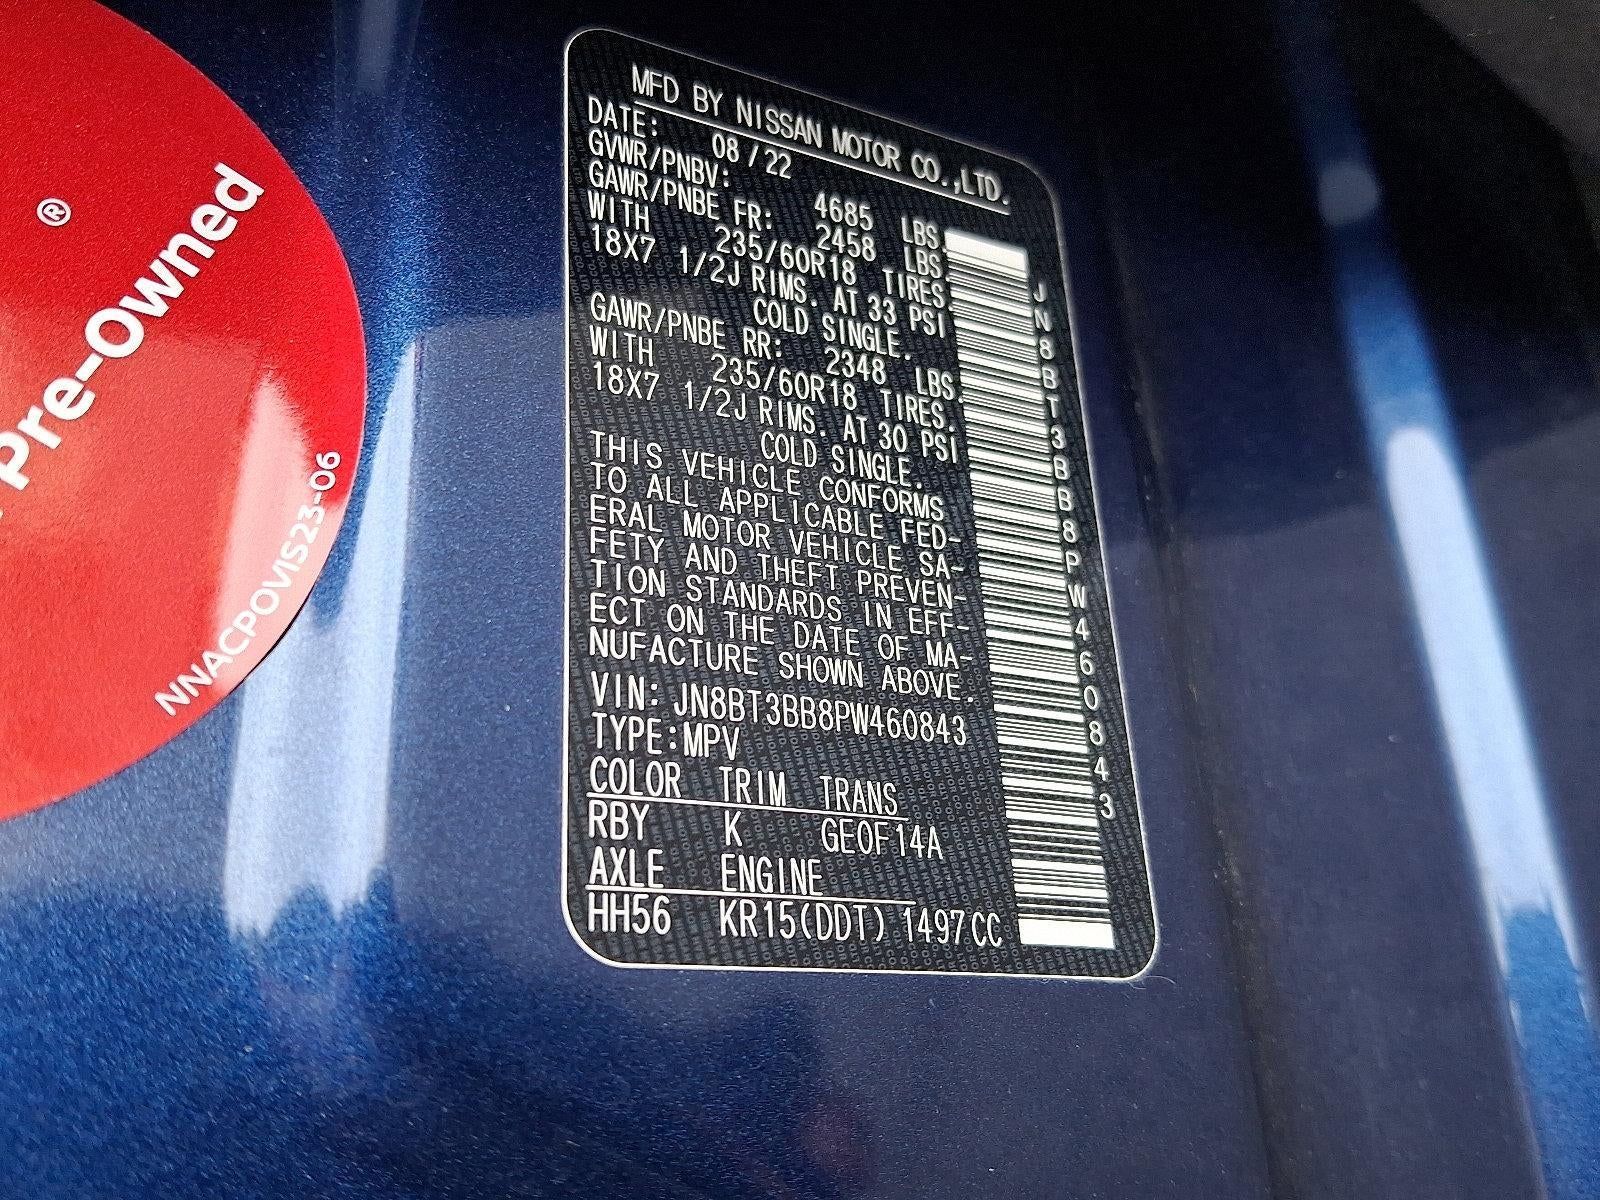 ®
Pre-Owned
NNACPOVIS23-06
MFD BY NISSAN MOTOR CO.,LTD.
DATE: 08/22
GVWR/PNBV: 4685 LBS.
GAWR/PNBE FR: 2458 LBS.
WITH 235/60R18 TIRES
18X7 1/2J RIMS. AT 33 PSI
COLD SINGLE.
GAWR/PNBE RR: 2348 LBS.
WITH 235/60R18 TIRES.
18X7 1/2J RIMS. AT 30 PSI
COLD SINGLE.
THIS VEHICLE CONFORMS
TO ALL APPLICABLE FED-
ERAL MOTOR VEHICLE SA-
FETY AND THEFT PREVEN-
TION STANDARDS IN EFF-
ECT ON THE DATE OF MA-
NUFACTURE SHOWN ABOVE.
VIN: JN8BT3BB8PW460843
TYPE:MPV
COLOR TRIM TRANS
RBY K GEOF14A
AXLE ENGINE
HH56 KR15(DDT) 1497CC
JN8BT3BB8PW460843